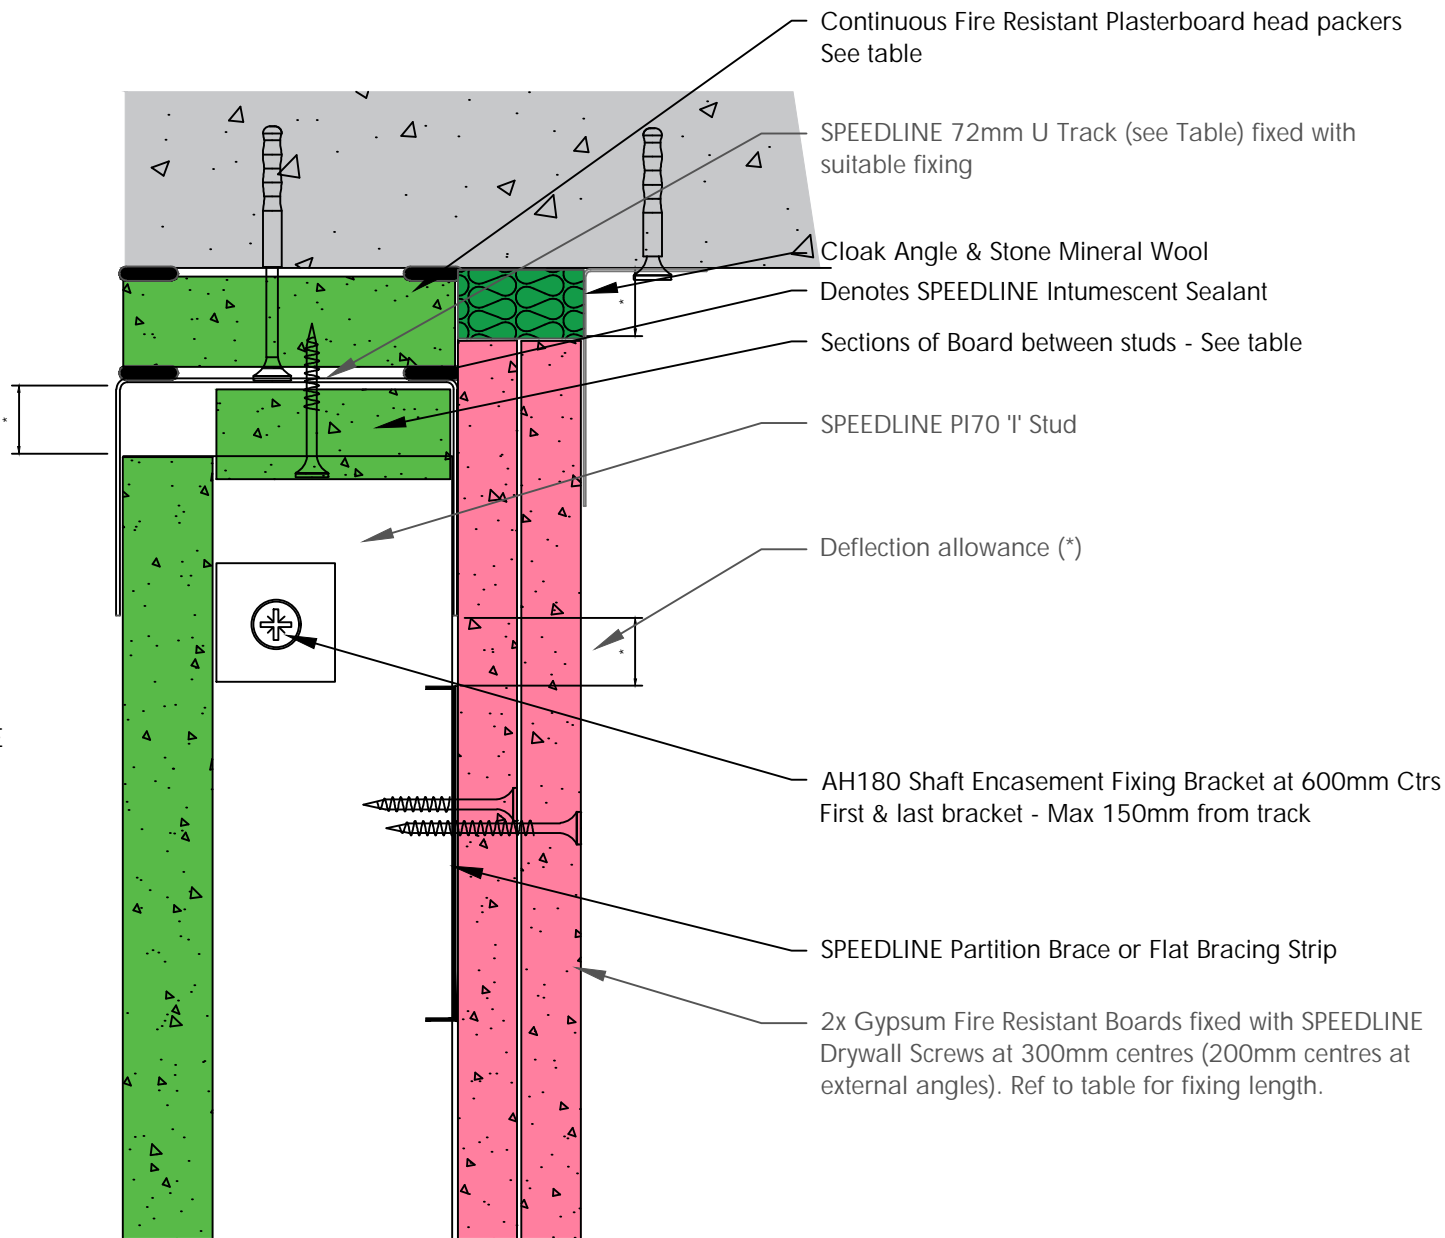 Continuous Fire Resistant Plasterboard head packers
See table
SPEEDLINE 72mm U Track (see Table) fixed with
suitable fixing
Cloak Angle & Stone Mineral Wool
Denotes SPEEDLINE Intumescent Sealant
Sections of Board between studs - See table
SPEEDLINE PI70 'I' Stud
Deflection allowance (*)
AH180 Shaft Encasement Fixing Bracket at 600mm Ctrs
First & last bracket - Max 150mm from track
SPEEDLINE Partition Brace or Flat Bracing Strip
2x Gypsum Fire Resistant Boards fixed with SPEEDLINE
Drywall Screws at 300mm centres (200mm centres at
external angles). Ref to table for fixing length.
*
*
*